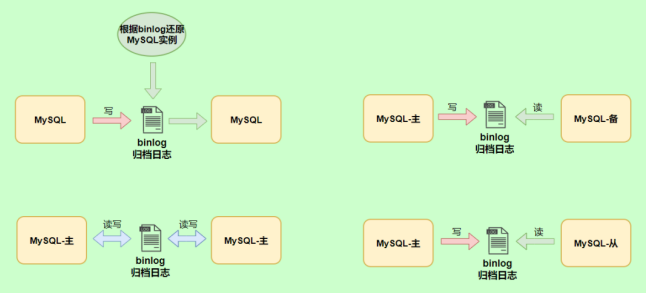 根据binlog还原
MySQL实例
MySQL
写
binlog
归档日志
MySQL
MySQL-主
写
binlog
归档日志
读
MySQL-备
MySQL-主
读写
binlog
归档日志
读写
MySQL-主
MySQL-主
写
binlog
归档日志
读
MySQL-从